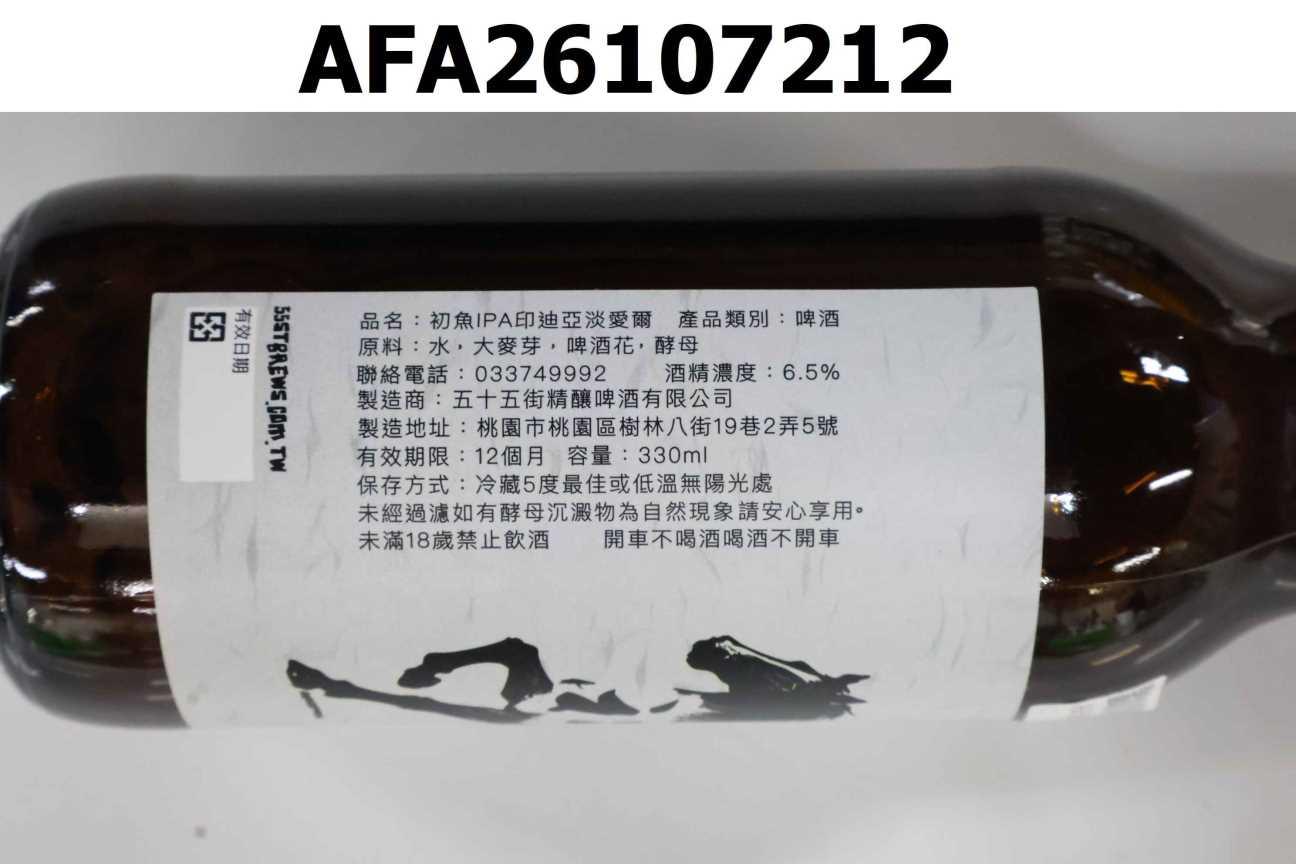 AFA26107212
品名：初魚IPA印迪亞淡愛爾　產品類別：啤酒
原料：水，大麥芽，啤酒花，酵母
聯絡電話：033749992　　酒精濃度：6.5%
製造商：五十五街精釀啤酒有限公司
製造地址：桃園市桃園區樹林八街19巷2弄5號
有效期限：12個月　容量：330ml
保存方式：冷藏5度最佳或低溫無陽光處
未經過濾如有酵母沉澱物為自然現象請安心享用。
未滿18歲禁止飲酒　　開車不喝酒喝酒不開車
55STBREWS.COM.TW
有效日期